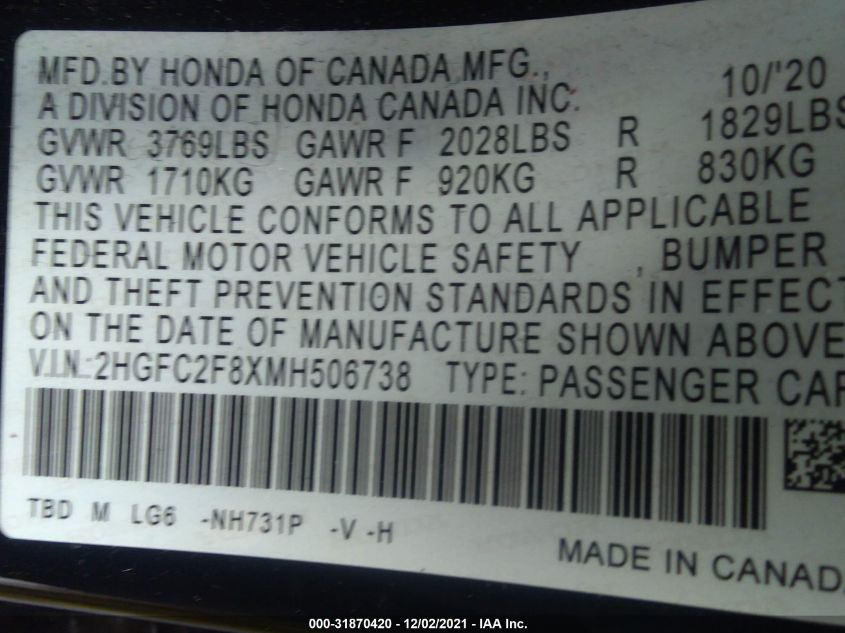 MFD.BY HONDA OF CANADA MFG., 10/'20
A DIVISION OF HONDA CANADA INC.
GVWR 3769LBS GAWR F 2028LBS R 1829LBS
GVWR 1710KG GAWR F 920KG R 830KG
THIS VEHICLE CONFORMS TO ALL APPLICABLE
FEDERAL MOTOR VEHICLE SAFETY , BUMPER
AND THEFT PREVENTION STANDARDS IN EFFECT
ON THE DATE OF MANUFACTURE SHOWN ABOVE
V.I.N.:2HGFC2F8XMH506738 TYPE: PASSENGER CAR
TBD M LG6 -NH731P -V -H
MADE IN CANADA
000-31870420 - 12/02/2021 - IAA Inc.